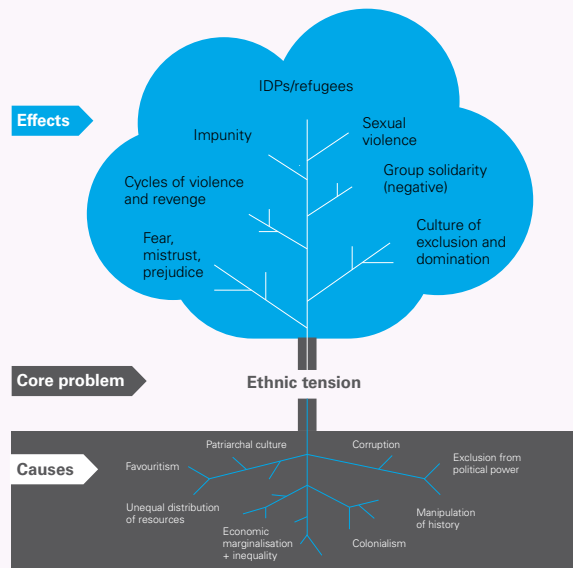 IDPs/refugees
Effects
Impunity
Sexual
violence
Cycles of violence
and revenge
Group solidarity
(negative)
Fear,
mistrust,
prejudice
Culture of
exclusion and
domination
Core problem
Ethnic tension
Causes
Patriarchal culture
Corruption
Favouritism
Exclusion from
political power
Unequal distribution
of resources
Manipulation
of history
Economic
marginalisation
+ inequality
Colonialism